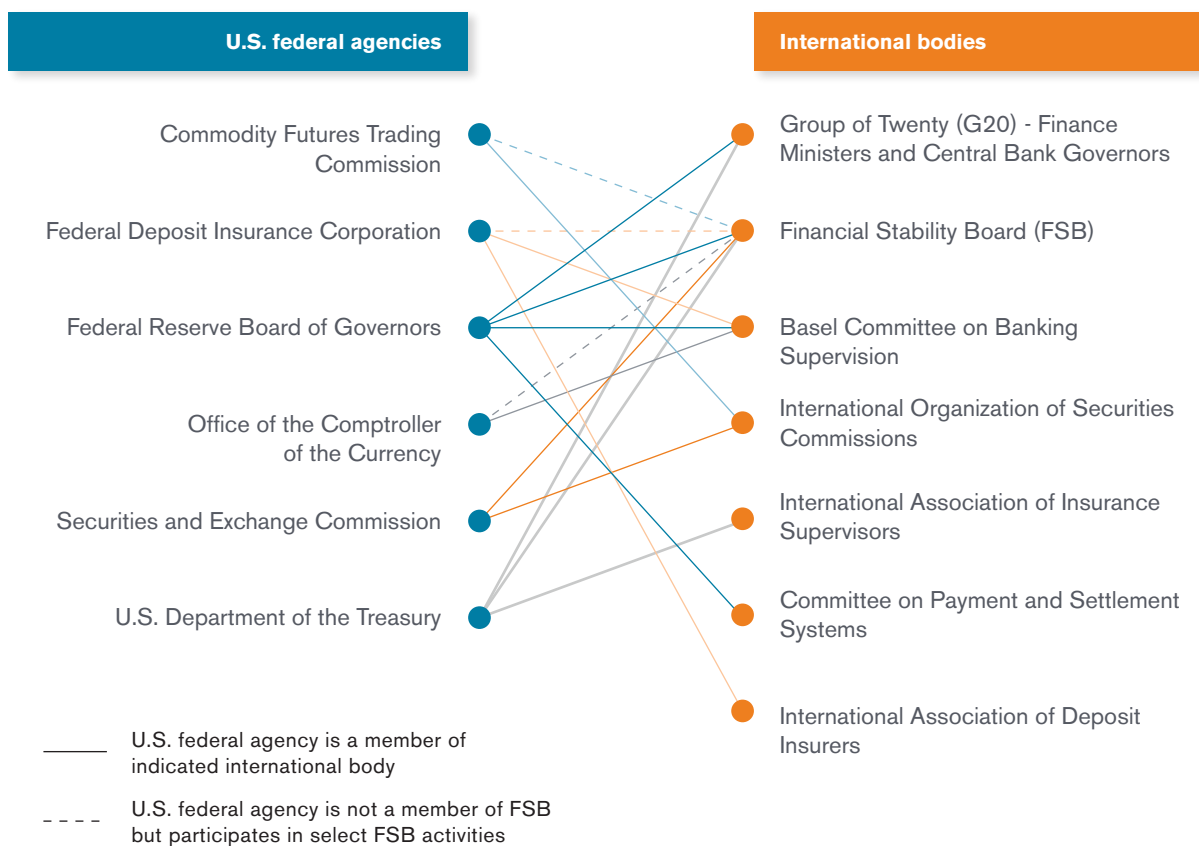 U.S. federal agencies
International bodies
Commodity Futures Trading
Commission
Federal Deposit Insurance Corporation
Federal Reserve Board of Governors
Office of the Comptroller
of the Currency
Securities and Exchange Commission
U.S. Department of the Treasury
Group of Twenty (G20) - Finance
Ministers and Central Bank Governors
Financial Stability Board (FSB)
Basel Committee on Banking
Supervision
International Organization of Securities
Commissions
International Association of Insurance
Supervisors
Committee on Payment and Settlement
Systems
International Association of Deposit
Insurers
U.S. federal agency is a member of
indicated international body
U.S. federal agency is not a member of FSB
but participates in select FSB activities